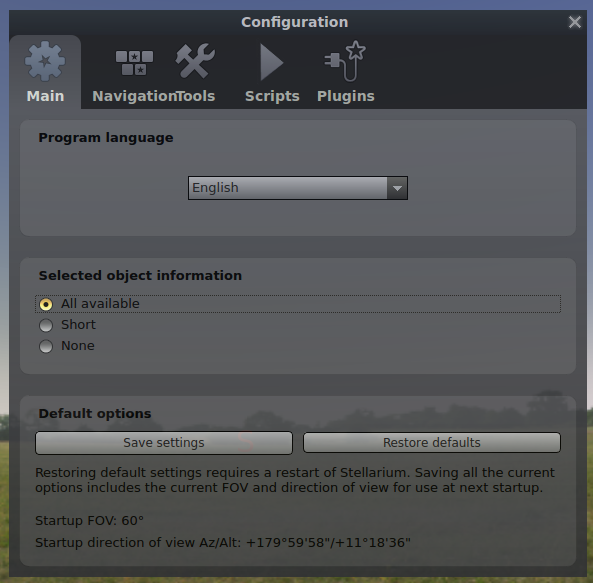 Configuration
Main
Navigation
Tools
Scripts
Plugins
Program language
English
Selected object information
All available
Short
None
Default options
Save settings
Restore defaults
Restoring default settings requires a restart of Stellarium. Saving all the current
options includes the current FOV and direction of view for use at next startup.
Startup FOV: 60°
Startup direction of view Az/Alt: +179°59'58"/+11°18'36"